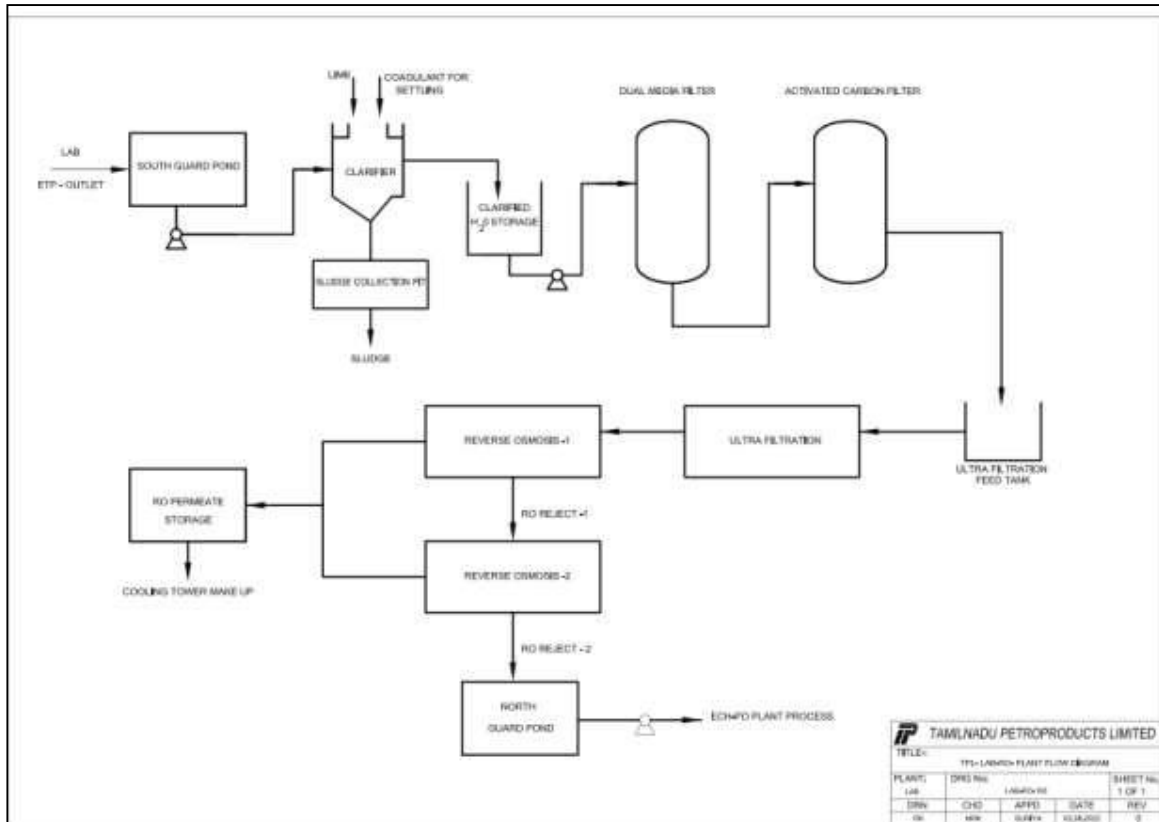 LIME
COAGULANT FOR
SETTLING
DUAL MEDIA FILTER
ACTIVATED CARBON FILTER
LAB
ETP - OUTLET
SOUTH GUARD POND
CLARIFIER
CLARIFIED
H2O STORAGE
SLUDGE COLLECTION PIT
SLUDGE
REVERSE OSMOSIS-1
ULTRA FILTRATION
ULTRA FILTRATION
FEED TANK
RO PERMEATE
STORAGE
RO REJECT -1
COOLING TOWER MAKE UP
REVERSE OSMOSIS-2
RO REJECT - 2
NORTH
GUARD POND
ECH-PO PLANT PROCESS.
TAMILNADU PETROPRODUCTS LIMITED
TITLE:-
PLANT FLOW DIAGRAM
PLANT: DRG No: SHEET No.
LAB 1 OF 1
DRN CHD APPD DATE REV
0